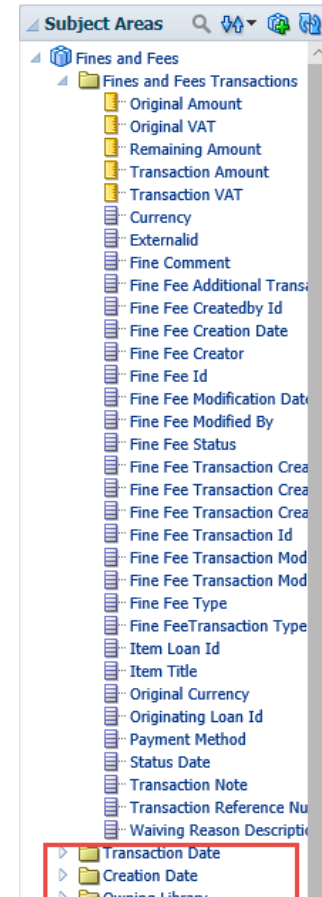 Subject Areas
Fines and Fees
Fines and Fees Transactions
Original Amount
Original VAT
Remaining Amount
Transaction Amount
Transaction VAT
Currency
Externalid
Fine Comment
Fine Fee Additional Transa
Fine Fee Createdby Id
Fine Fee Creation Date
Fine Fee Creator
Fine Fee Id
Fine Fee Modification Date
Fine Fee Modified By
Fine Fee Status
Fine Fee Transaction Crea
Fine Fee Transaction Crea
Fine Fee Transaction Crea
Fine Fee Transaction Id
Fine Fee Transaction Mod
Fine Fee Transaction Mod
Fine Fee Type
Fine FeeTransaction Type
Item Loan Id
Item Title
Original Currency
Originating Loan Id
Payment Method
Status Date
Transaction Note
Transaction Reference Nu
Waiving Reason Descriptio
Transaction Date
Creation Date
Owning Library